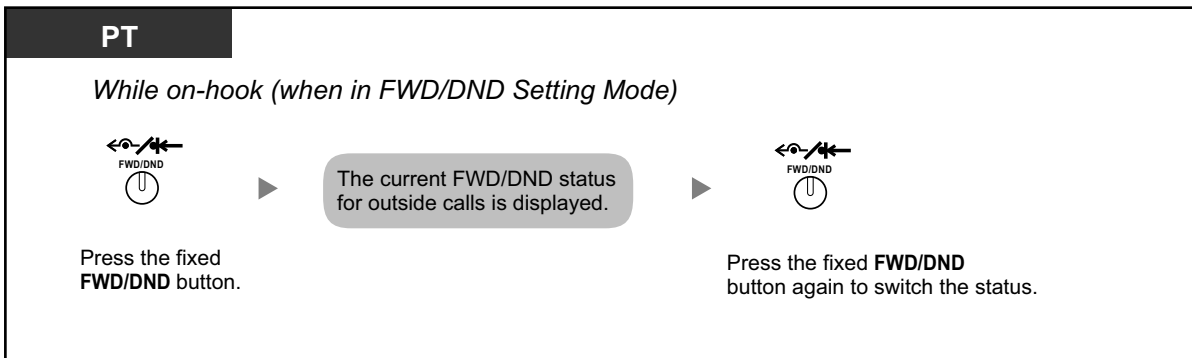 PT
While on-hook (when in FWD/DND Setting Mode)
FWD/DND
Press the fixed
FWD/DND button.
The current FWD/DND status
for outside calls is displayed.
FWD/DND
Press the fixed FWD/DND
button again to switch the status.